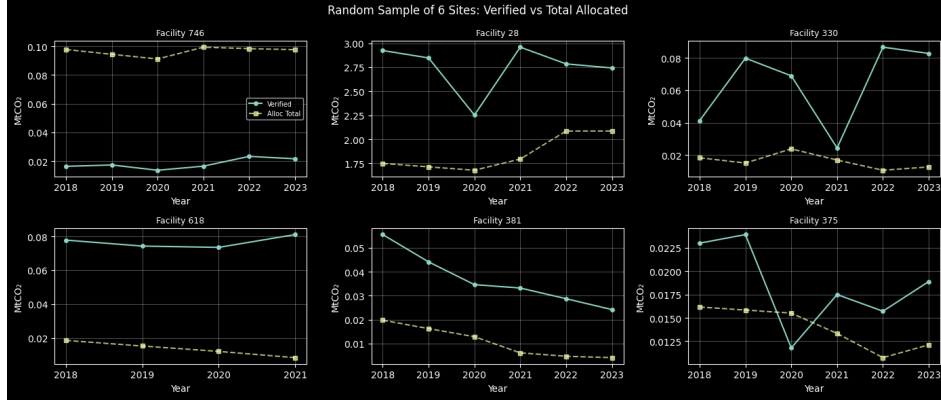 Random Sample of 6 Sites: Verified vs Total Allocated
Facility 746
MtCO₂
0.10
0.08
0.06
0.04
0.02
Verified
Alloc Total
2018 2019 2020 2021 2022 2023
Year
Facility 28
MtCO₂
3.00
2.75
2.50
2.25
2.00
1.75
2018 2019 2020 2021 2022 2023
Year
Facility 330
MtCO₂
0.08
0.06
0.04
0.02
2018 2019 2020 2021 2022 2023
Year
Facility 618
MtCO₂
0.08
0.06
0.04
0.02
2018 2019 2020 2021
Year
Facility 381
MtCO₂
0.05
0.04
0.03
0.02
0.01
2018 2019 2020 2021 2022 2023
Year
Facility 375
MtCO₂
0.0225
0.0200
0.0175
0.0150
0.0125
2018 2019 2020 2021 2022 2023
Year